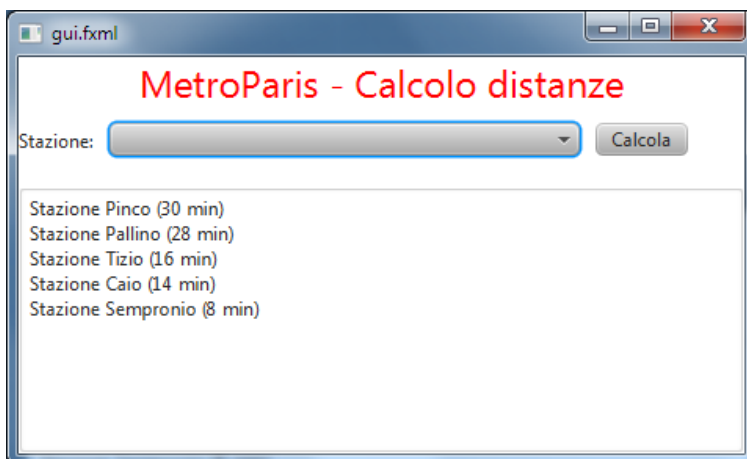 gui.fxml
MetroParis - Calcolo distanze
Stazione: Calcola
Stazione Pinco (30 min)
Stazione Pallino (28 min)
Stazione Tizio (16 min)
Stazione Caio (14 min)
Stazione Sempronio (8 min)